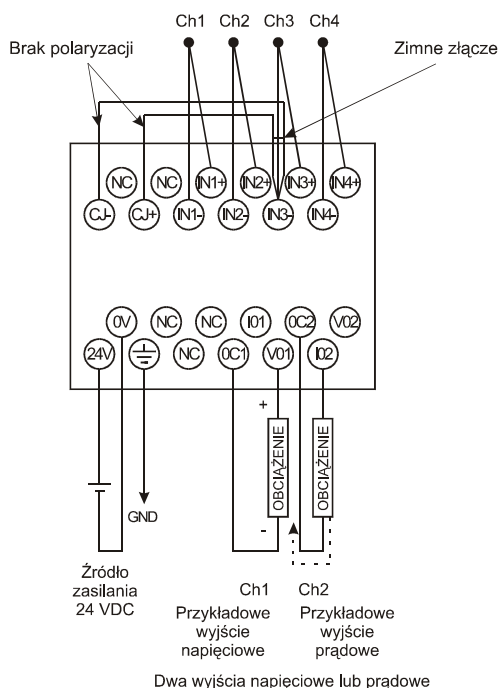 Ch1 Ch2 Ch3 Ch4
Brak polaryzacji
Zimne złącze
NC NC IN1+ IN2+ IN3+ IN4+
CJ- CJ+ IN1- IN2- IN3- IN4-
0V NC NC I01 0C2 V02
24V NC 0C1 V01 I02
+
OBCIĄŻENIE
OBCIĄŻENIE
-
GND
Źródło
zasilania
24 VDC
Ch1
Przykładowe
wyjście
napięciowe
Ch2
Przykładowe
wyjście
prądowe
Dwa wyjścia napięciowe lub prądowe